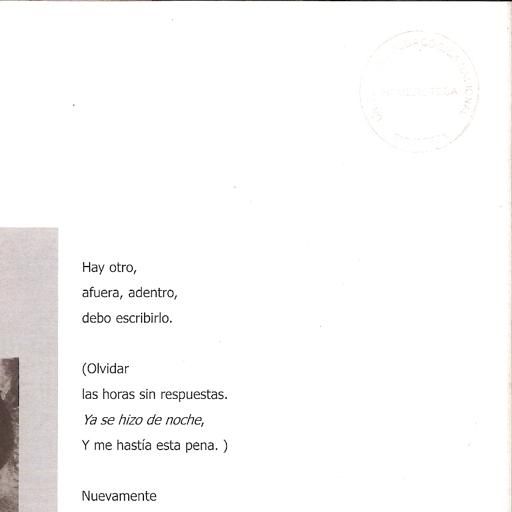 HEMEROTECA
Hay otro,
afuera, adentro,
debo escribirlo.
(Olvidar
las horas sin respuestas.
Ya se hizo de noche,
Y me hastía esta pena. )
Nuevamente